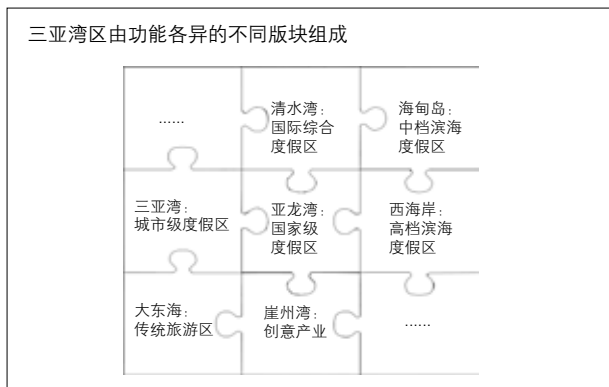 三亚湾区由功能各异的不同版块组成
......
清水湾：
国际综合
度假区
海甸岛：
中档滨海
度假区
三亚湾：
城市级度假区
亚龙湾：
国家级
度假区
西海岸：
高档滨海
度假区
大东海：
传统旅游区
崖州湾：
创意产业
......